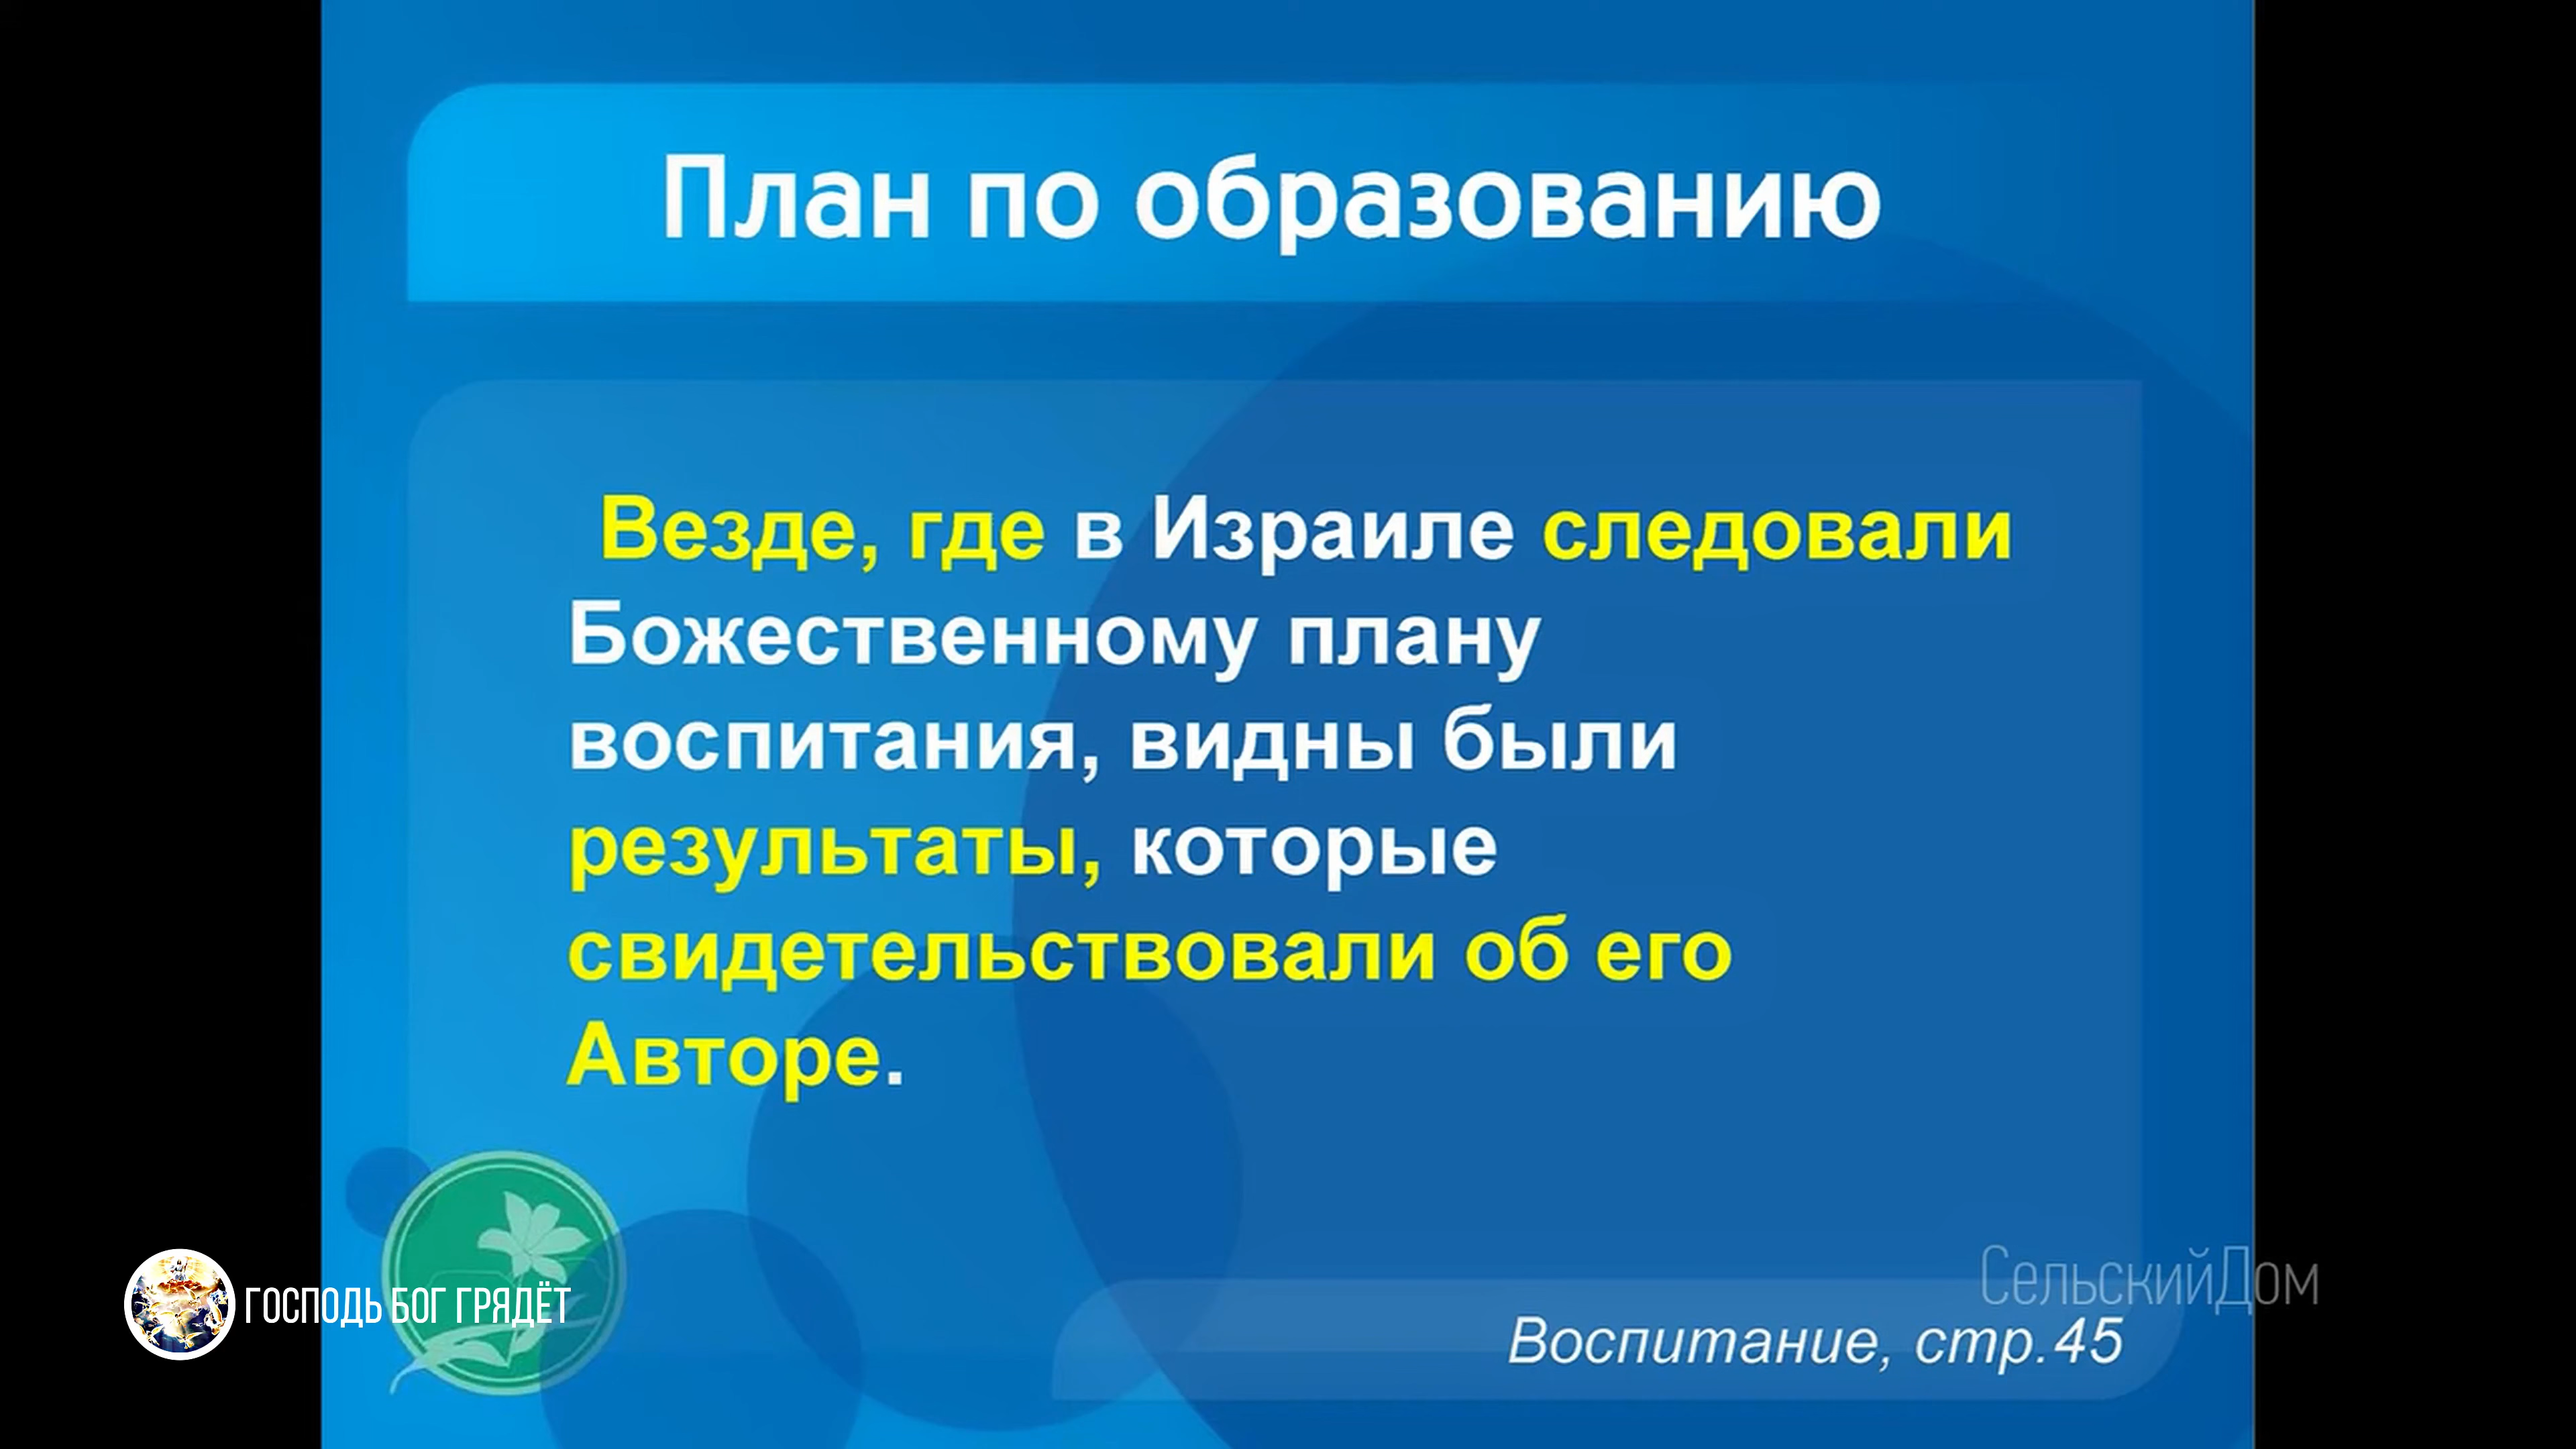 План по образованию
Везде, где в Израиле следовали
Божественному плану
воспитания, видны были
результаты, которые
свидетельствовали об его
Авторе.
СельскийДом
ГОСПОДЬ БОГ ГРЯДЁТ
Воспитание, стр.45